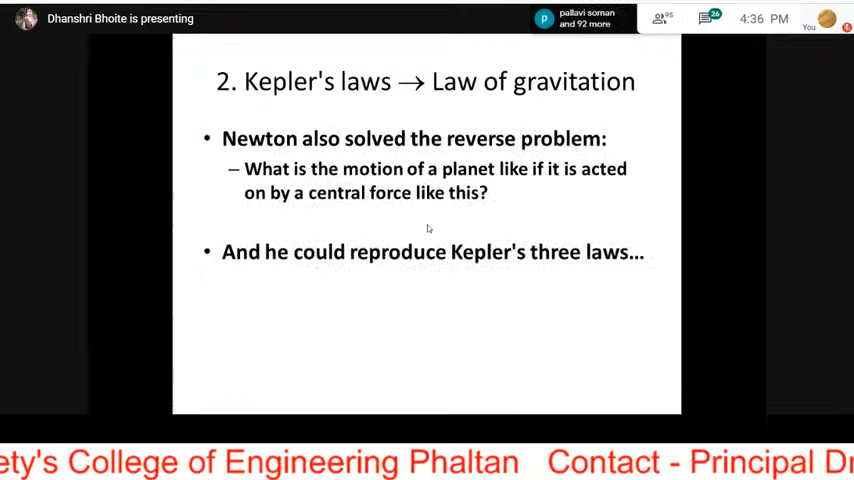 Dhanshri Bhoite is presenting
p
pallavi soman
and 92 more
95
26
4:36 PM
You
2. Kepler's laws → Law of gravitation
• Newton also solved the reverse problem:
– What is the motion of a planet like if it is acted
on by a central force like this?
• And he could reproduce Kepler's three laws...
ety's College of Engineering Phaltan Contact - Principal Dr